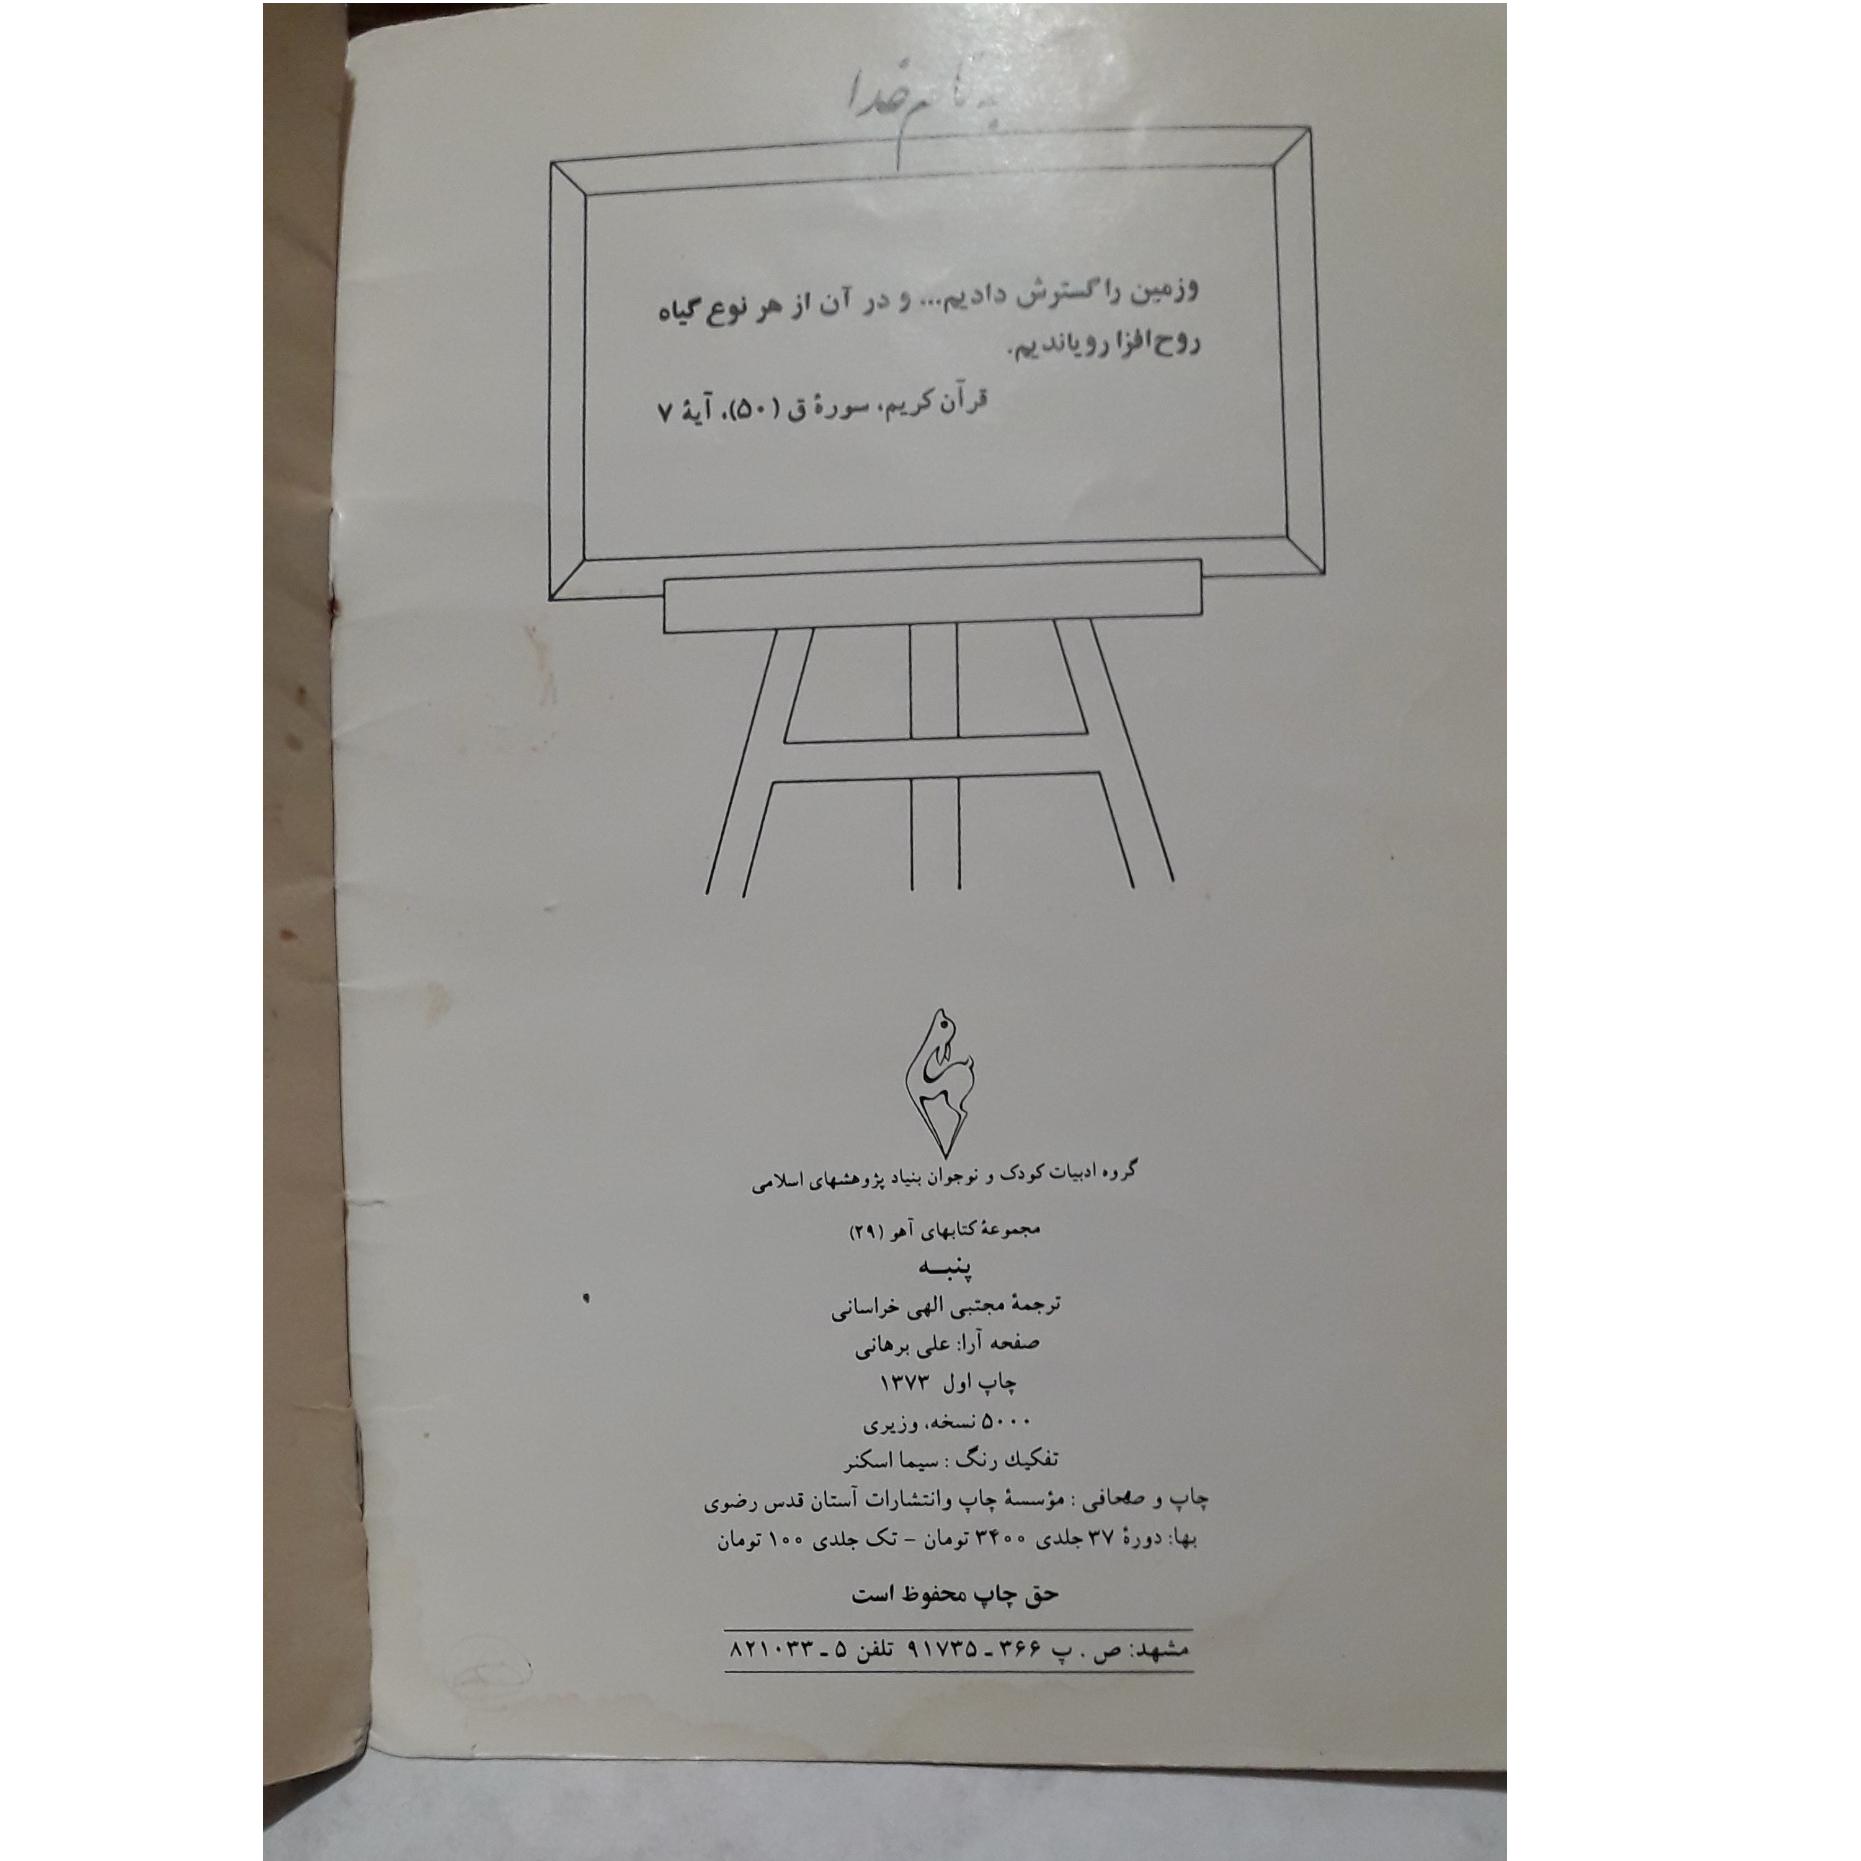 به نام خدا
وزمین را گسترش دادیم... و در آن از هر نوع گیاه
روح‌افزا رویاندیم.
قرآن کریم، سورهٔ ق (۵۰)، آیهٔ ۷
گروه ادبیات کودک و نوجوان بنیاد پژوهشهای اسلامی
مجموعهٔ کتابهای آهو (۲۹)
پنبـه
ترجمهٔ مجتبی الهی خراسانی
صفحه آرا: علی برهانی
چاپ اول ۱۳۷۳
۵۰۰۰ نسخه، وزیری
تفکیك رنگ : سیما اسکنر
چاپ و صحافی : مؤسسهٔ چاپ وانتشارات آستان قدس رضوی
بها: دورهٔ ۳۷ جلدی ۳۴۰۰ تومان - تک جلدی ۱۰۰ تومان
حق چاپ محفوظ است
مشهد: ص . پ ۳۶۶ ـ ۹۱۷۳۵ تلفن ۵ ـ ۸۲۱۰۳۳